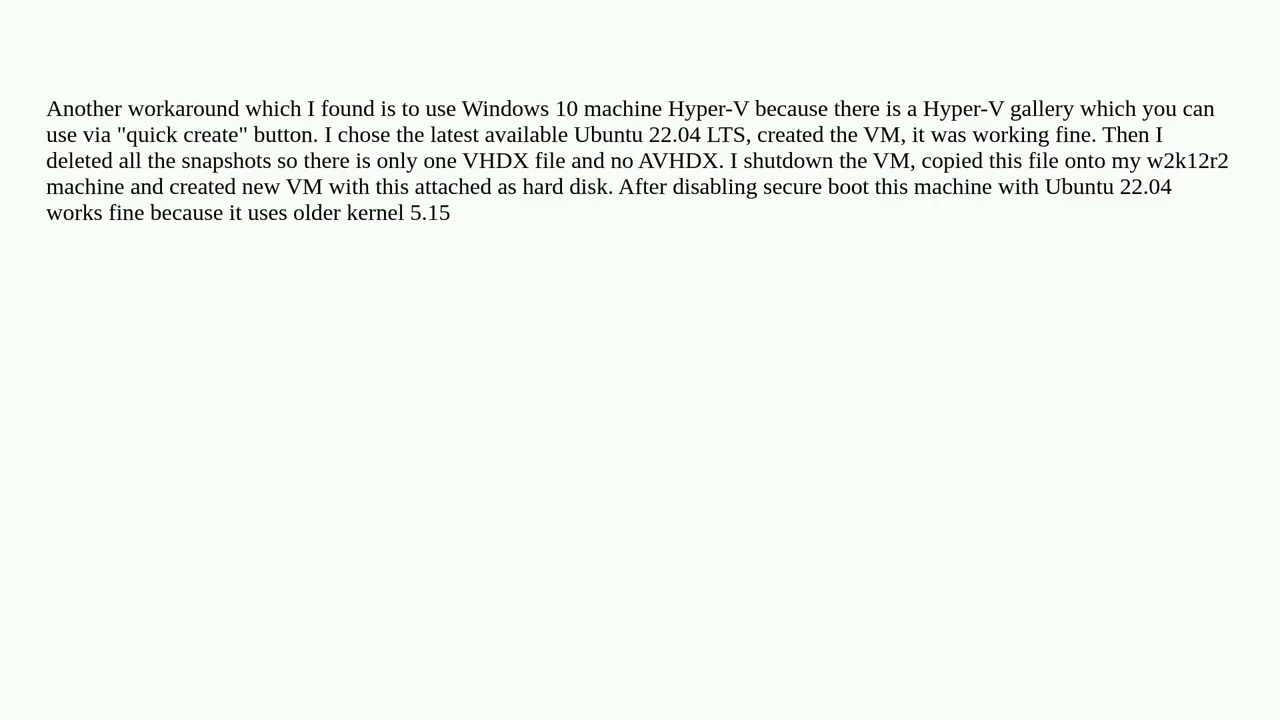 Another workaround which I found is to use Windows 10 machine Hyper-V because there is a Hyper-V gallery which you can
use via "quick create" button. I chose the latest available Ubuntu 22.04 LTS, created the VM, it was working fine. Then I
deleted all the snapshots so there is only one VHDX file and no AVHDX. I shutdown the VM, copied this file onto my w2k12r2
machine and created new VM with this attached as hard disk. After disabling secure boot this machine with Ubuntu 22.04
works fine because it uses older kernel 5.15